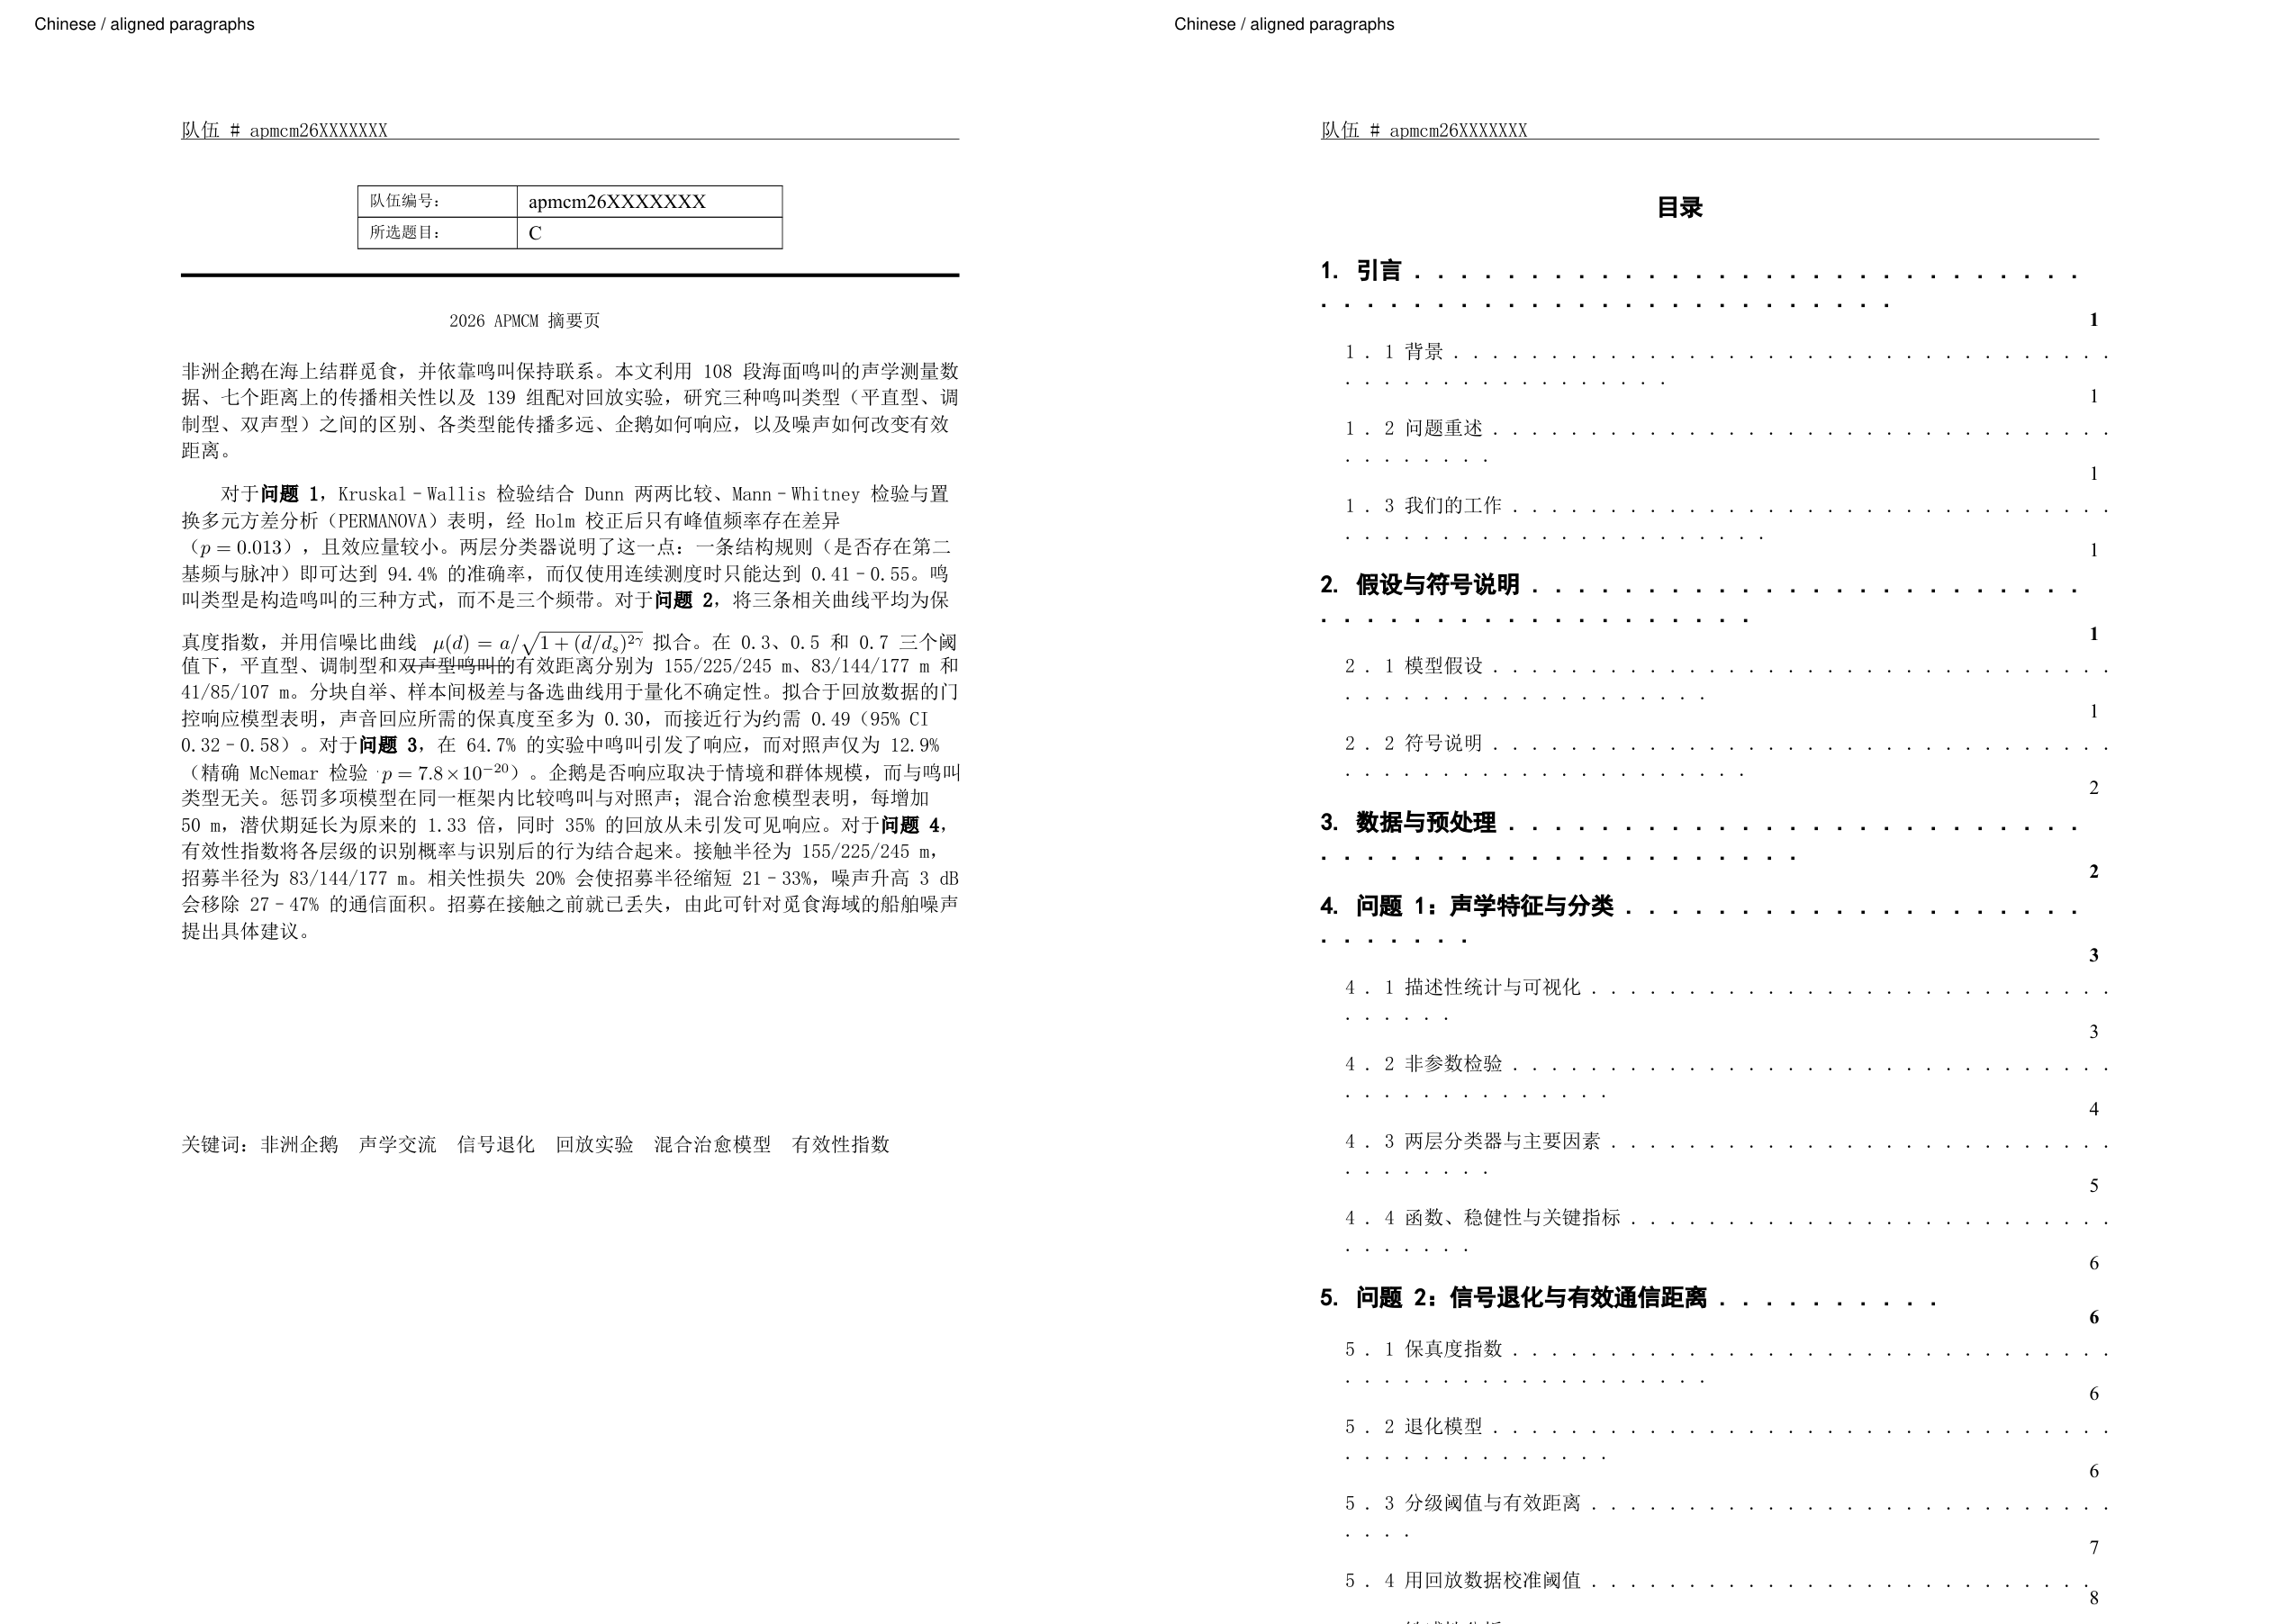 Chinese / aligned paragraphs
队伍 # apmcm26XXXXXXX
队伍编号： apmcm26XXXXXXX
所选题目： C
2026 APMCM 摘要页
非洲企鹅在海上结群觅食，并依靠鸣叫保持联系。本文利用 108 段海面鸣叫的声学测量数
据、七个距离上的传播相关性以及 139 组配对回放实验，研究三种鸣叫类型（平直型、调
制型、双声型）之间的区别、各类型能传播多远、企鹅如何响应，以及噪声如何改变有效
距离。
对于问题 1，Kruskal–Wallis 检验结合 Dunn 两两比较、Mann–Whitney 检验与置
换多元方差分析（PERMANOVA）表明，经 Holm 校正后只有峰值频率存在差异
（p = 0.013），且效应量较小。两层分类器说明了这一点：一条结构规则（是否存在第二
基频与脉冲）即可达到 94.4% 的准确率，而仅使用连续测度时只能达到 0.41–0.55。鸣
叫类型是构造鸣叫的三种方式，而不是三个频带。对于问题 2，将三条相关曲线平均为保
真度指数，并用信噪比曲线 μ(d) = a/√1 + (d/d_s)^{2γ} 拟合。在 0.3、0.5 和 0.7 三个阈
值下，平直型、调制型和双声型鸣叫的有效距离分别为 155/225/245 m、83/144/177 m 和
41/85/107 m。分块自举、样本间极差与备选曲线用于量化不确定性。拟合于回放数据的门
控响应模型表明，声音回应所需的保真度至多为 0.30，而接近行为约需 0.49（95% CI
0.32–0.58）。对于问题 3，在 64.7% 的实验中鸣叫引发了响应，而对照声仅为 12.9%
（精确 McNemar 检验 p = 7.8×10⁻²⁰）。企鹅是否响应取决于情境和群体规模，而与鸣叫
类型无关。惩罚多项模型在同一框架内比较鸣叫与对照声；混合治愈模型表明，每增加
50 m，潜伏期延长为原来的 1.33 倍，同时 35% 的回放从未引发可见响应。对于问题 4，
有效性指数将各层级的识别概率与识别后的行为结合起来。接触半径为 155/225/245 m，
招募半径为 83/144/177 m。相关性损失 20% 会使招募半径缩短 21–33%，噪声升高 3 dB
会移除 27–47% 的通信面积。招募在接触之前就已丢失，由此可针对觅食海域的船舶噪声
提出具体建议。
关键词：非洲企鹅 声学交流 信号退化 回放实验 混合治愈模型 有效性指数
Chinese / aligned paragraphs
队伍 # apmcm26XXXXXXX
目录
1. 引言 . . . . . . . . . . 1
1 . 1 背景 . . . . . . . . . . 1
1 . 2 问题重述 . . . . . . . . . . 1
1 . 3 我们的工作 . . . . . . . . . . 1
2. 假设与符号说明 . . . . . . . . . . 1
2 . 1 模型假设 . . . . . . . . . . 1
2 . 2 符号说明 . . . . . . . . . . 2
3. 数据与预处理 . . . . . . . . . . 2
4. 问题 1：声学特征与分类 . . . . . . . . . . 3
4 . 1 描述性统计与可视化 . . . . . . . . . . 3
4 . 2 非参数检验 . . . . . . . . . . 4
4 . 3 两层分类器与主要因素 . . . . . . . . . . 5
4 . 4 函数、稳健性与关键指标 . . . . . . . . . . 6
5. 问题 2：信号退化与有效通信距离 . . . . . . . . . . 6
5 . 1 保真度指数 . . . . . . . . . . 6
5 . 2 退化模型 . . . . . . . . . . 6
5 . 3 分级阈值与有效距离 . . . . . . . . . . 7
5 . 4 用回放数据校准阈值 . . . . . . . . . . 8